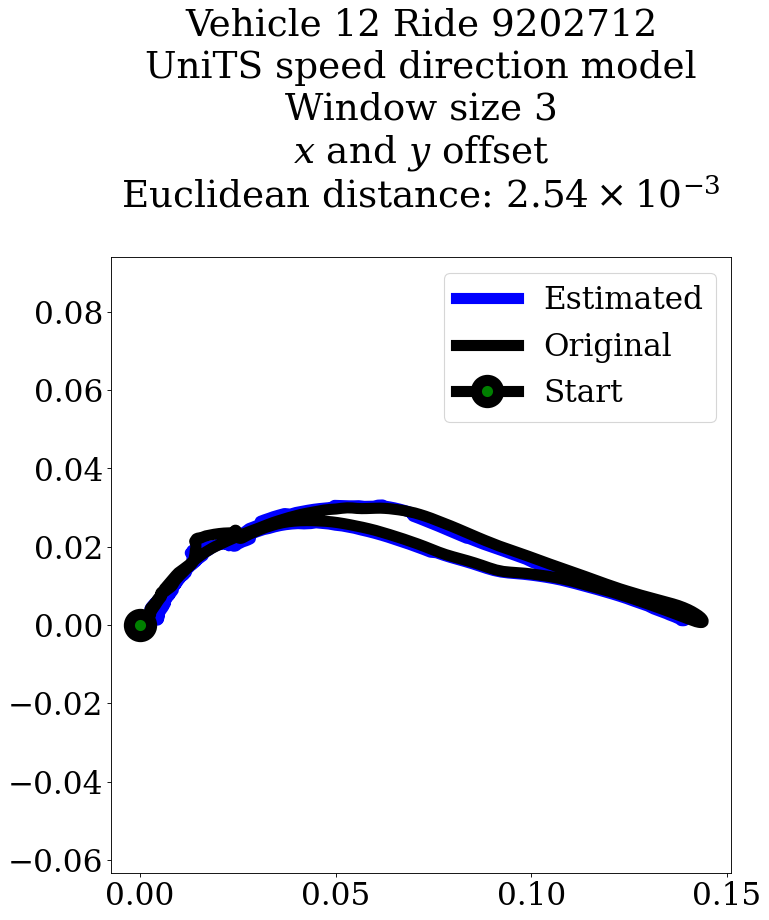 Vehicle 12 Ride 9202712
UniTS speed direction model
Window size 3
x and y offset
Euclidean distance: 2.54 × 10⁻³
Estimated
Original
Start
0.08
0.06
0.04
0.02
0.00
−0.02
−0.04
−0.06
0.00 0.05 0.10 0.15